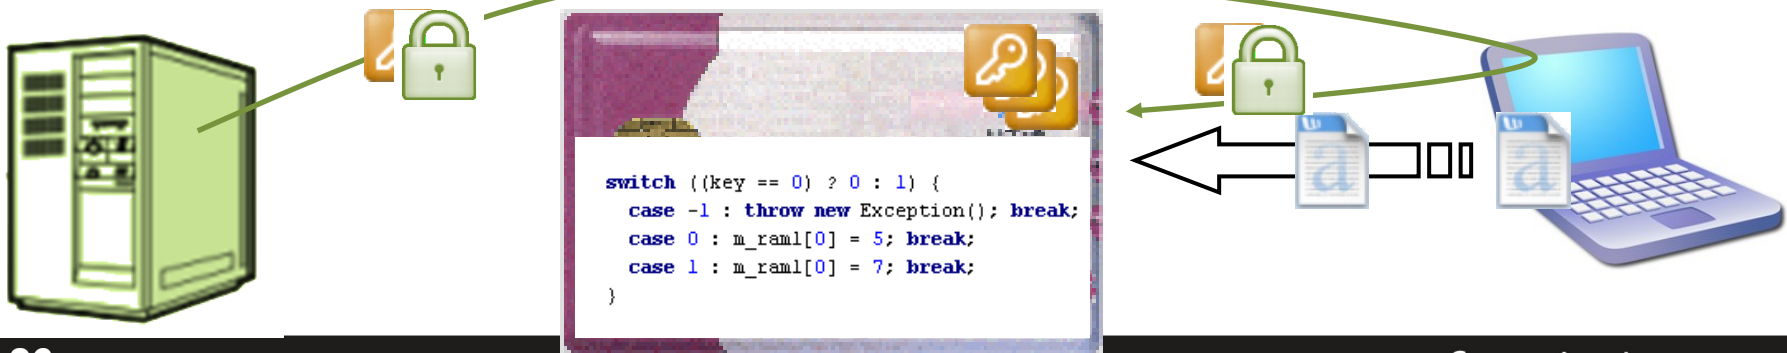 switch ((key == 0) ? 0 : 1) {
case -1 : throw new Exception(); break;
case 0 : m_ram1[0] = 5; break;
case 1 : m_ram1[0] = 7; break;
}